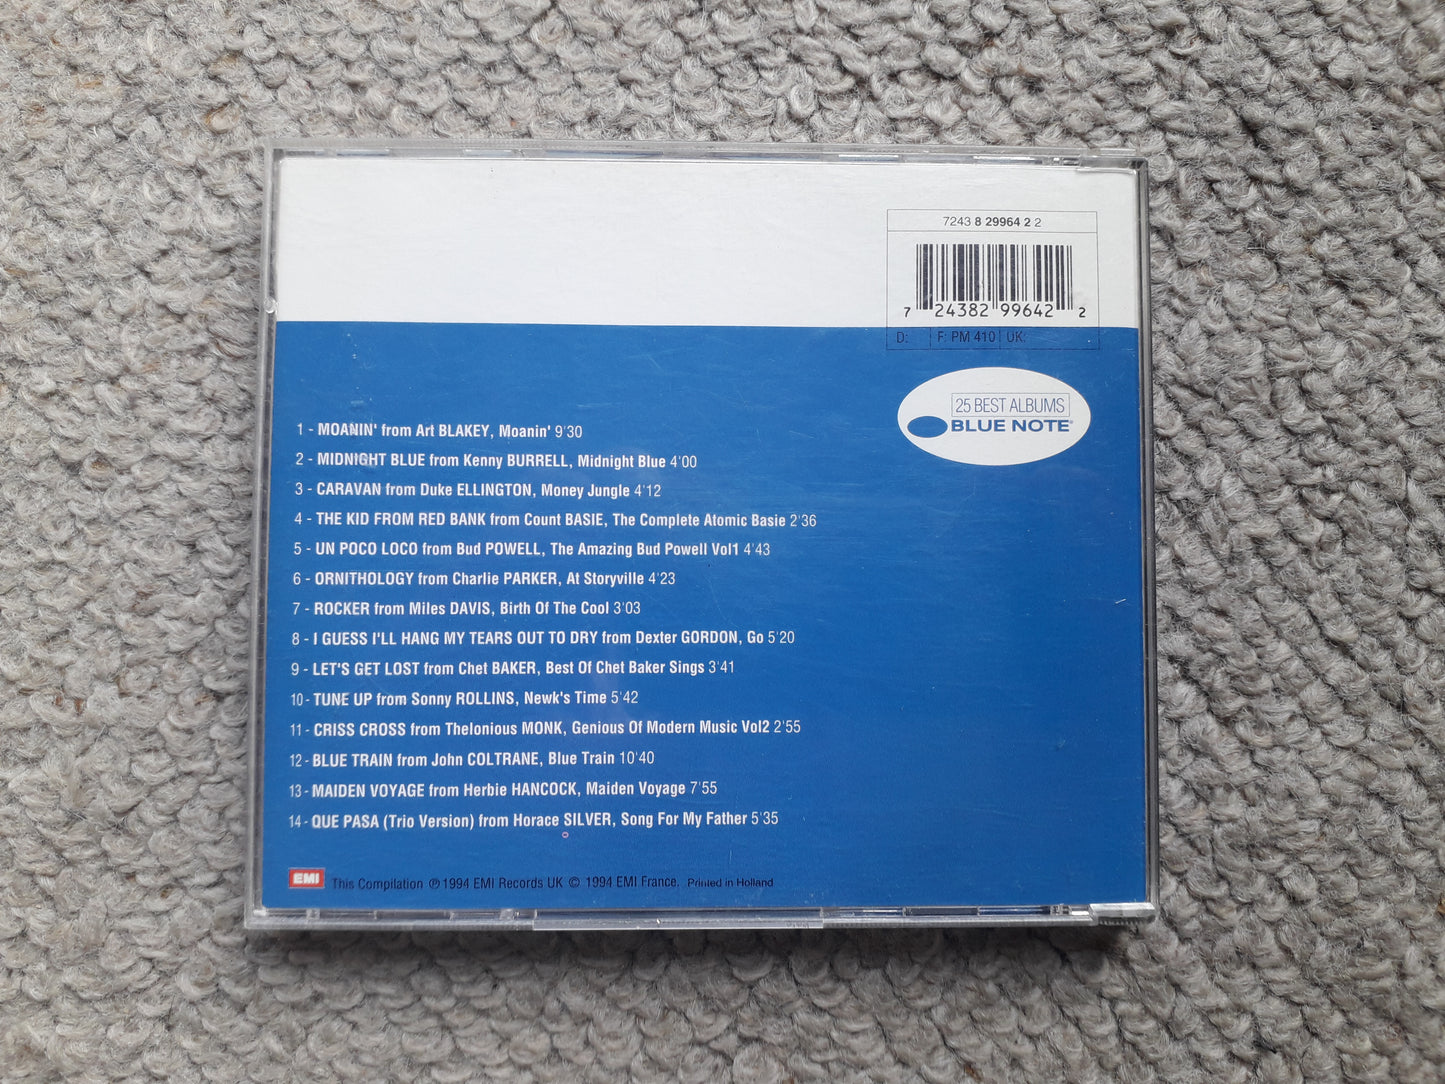 7243 8 29964 2 2
7 24382 99642 2
D: F: PM 410 UK:
25 BEST ALBUMS
BLUE NOTE®
1 - MOANIN' from Art BLAKEY, Moanin' 9'30
2 - MIDNIGHT BLUE from Kenny BURRELL, Midnight Blue 4'00
3 - CARAVAN from Duke ELLINGTON, Money Jungle 4'12
4 - THE KID FROM RED BANK from Count BASIE, The Complete Atomic Basie 2'36
5 - UN POCO LOCO from Bud POWELL, The Amazing Bud Powell Vol1 4'43
6 - ORNITHOLOGY from Charlie PARKER, At Storyville 4'23
7 - ROCKER from Miles DAVIS, Birth Of The Cool 3'03
8 - I GUESS I'LL HANG MY TEARS OUT TO DRY from Dexter GORDON, Go 5'20
9 - LET'S GET LOST from Chet BAKER, Best Of Chet Baker Sings 3'41
10 - TUNE UP from Sonny ROLLINS, Newk's Time 5'42
11 - CRISS CROSS from Thelonious MONK, Genious Of Modern Music Vol2 2'55
12 - BLUE TRAIN from John COLTRANE, Blue Train 10'40
13 - MAIDEN VOYAGE from Herbie HANCOCK, Maiden Voyage 7'55
14 - QUE PASA (Trio Version) from Horace SILVER, Song For My Father 5'35
EMI This Compilation ℗ 1994 EMI Records UK © 1994 EMI France. Printed in Holland